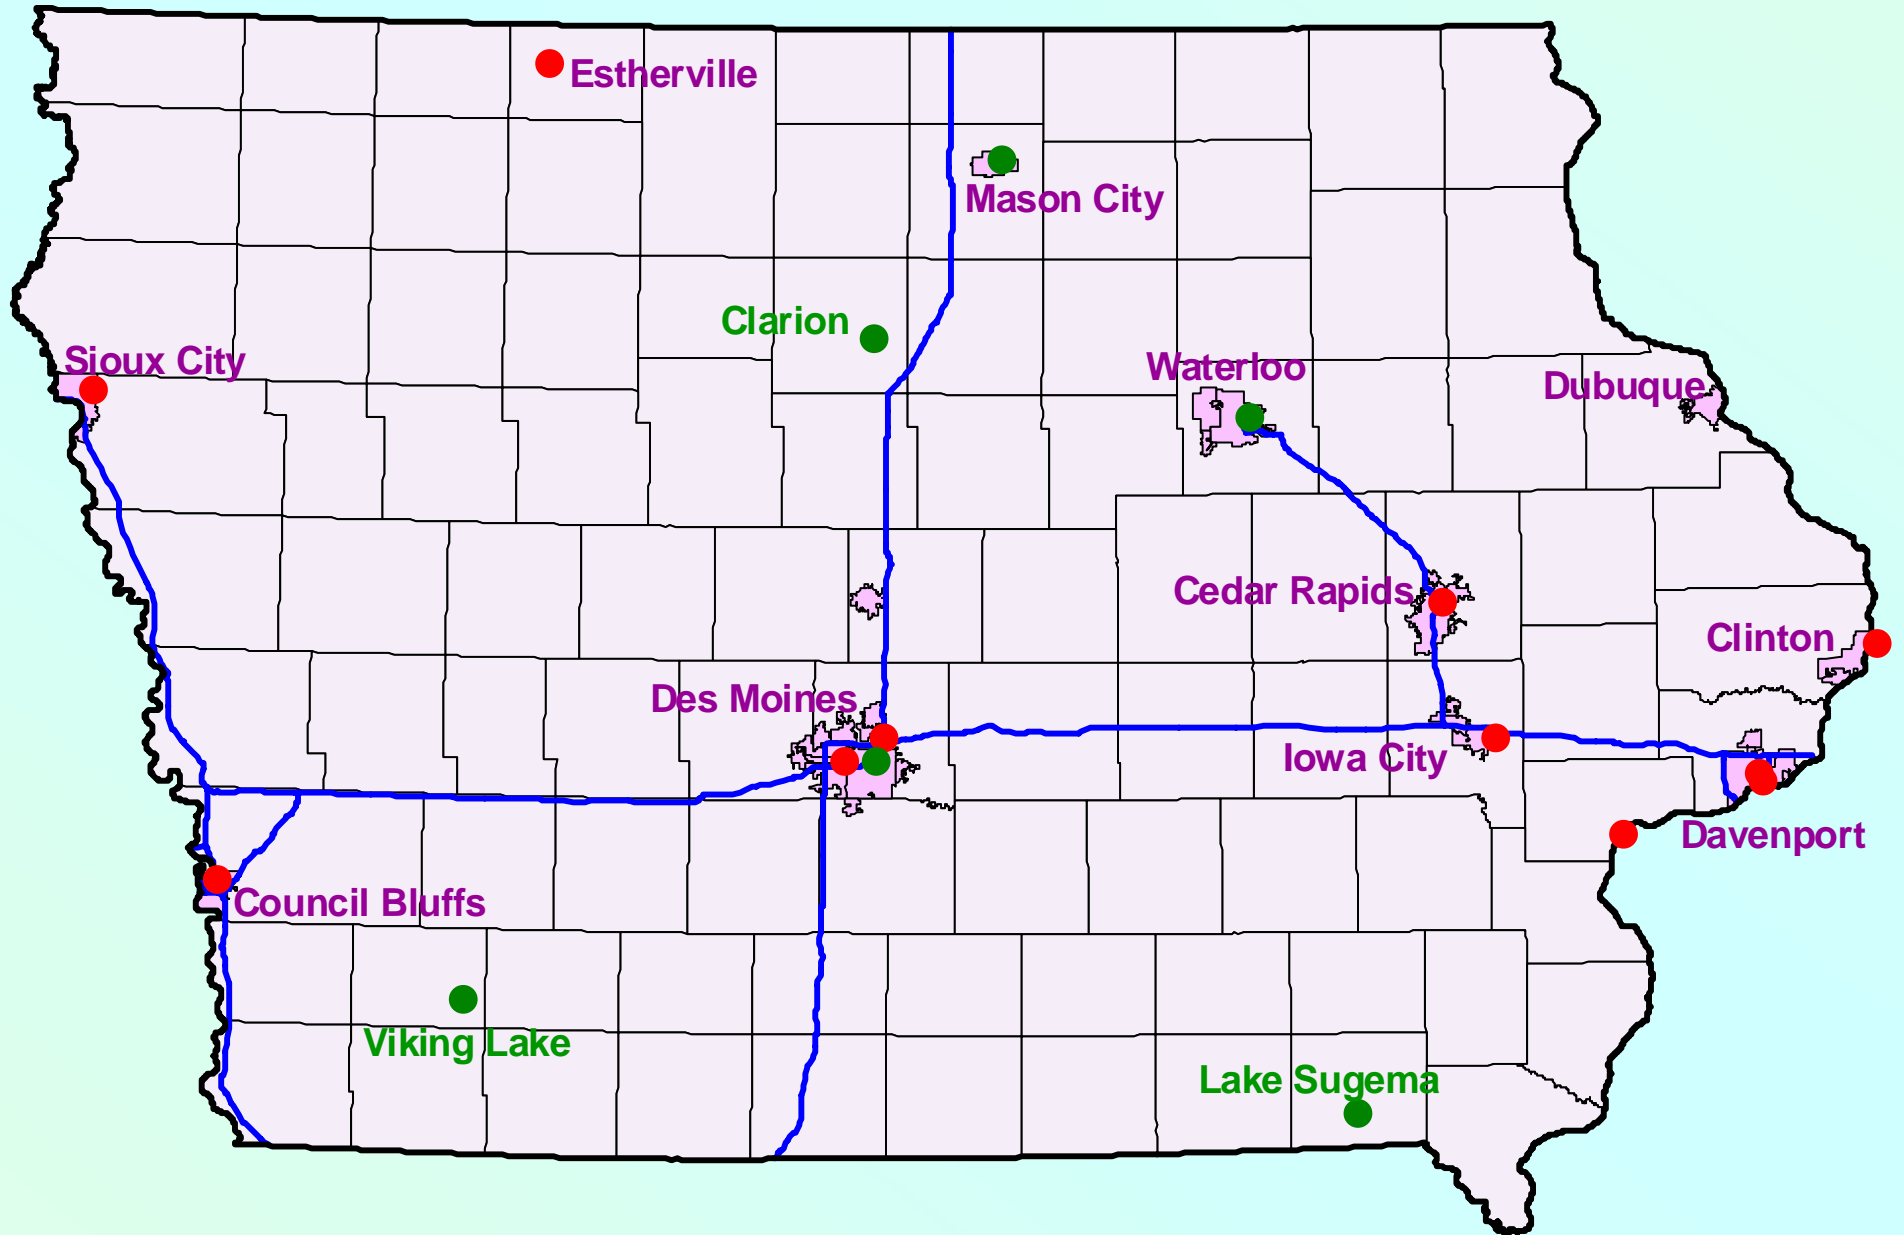 Estherville
Mason City
Clarion
Sioux City
Waterloo
Dubuque
Cedar Rapids
Clinton
Des Moines
Iowa City
Davenport
Council Bluffs
Viking Lake
Lake Sugema